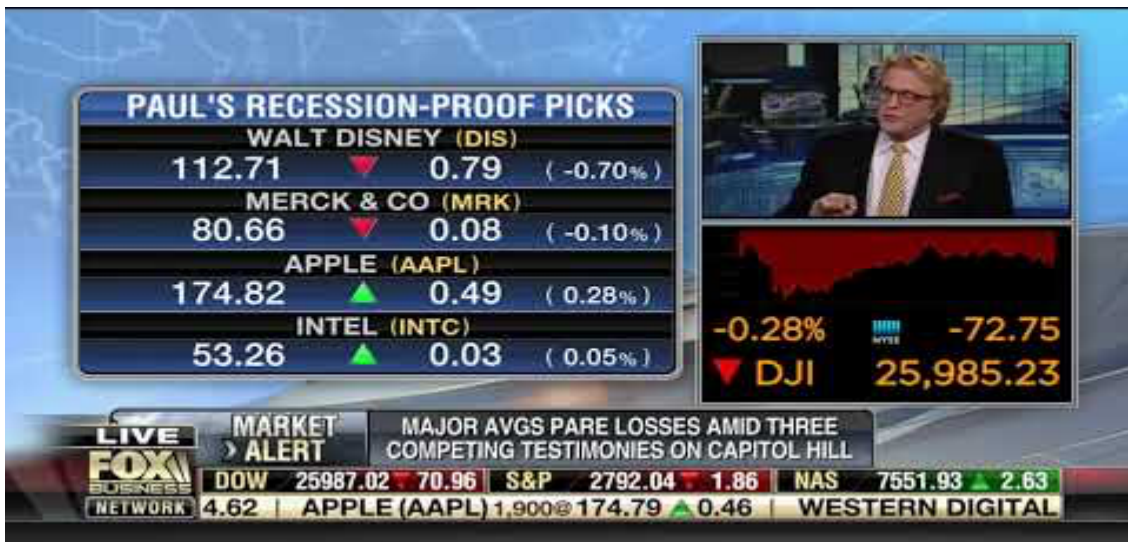 PAUL'S RECESSION-PROOF PICKS
WALT DISNEY (DIS)
112.71 ▼ 0.79 (-0.70%)
MERCK & CO (MRK)
80.66 ▼ 0.08 (-0.10%)
APPLE (AAPL)
174.82 ▲ 0.49 (0.28%)
INTEL (INTC)
53.26 ▲ 0.03 (0.05%)
-0.28% NYSE -72.75
▼ DJI 25,985.23
LIVE
FOX
BUSINESS
NETWORK
MARKET
› ALERT
MAJOR AVGS PARE LOSSES AMID THREE
COMPETING TESTIMONIES ON CAPITOL HILL
DOW 25987.02 ▼ 70.96 S&P 2792.04 ▼ 1.86 NAS 7551.93 ▲ 2.63
4.62 | APPLE (AAPL) 1,900@174.79 ▲ 0.46 | WESTERN DIGITAL